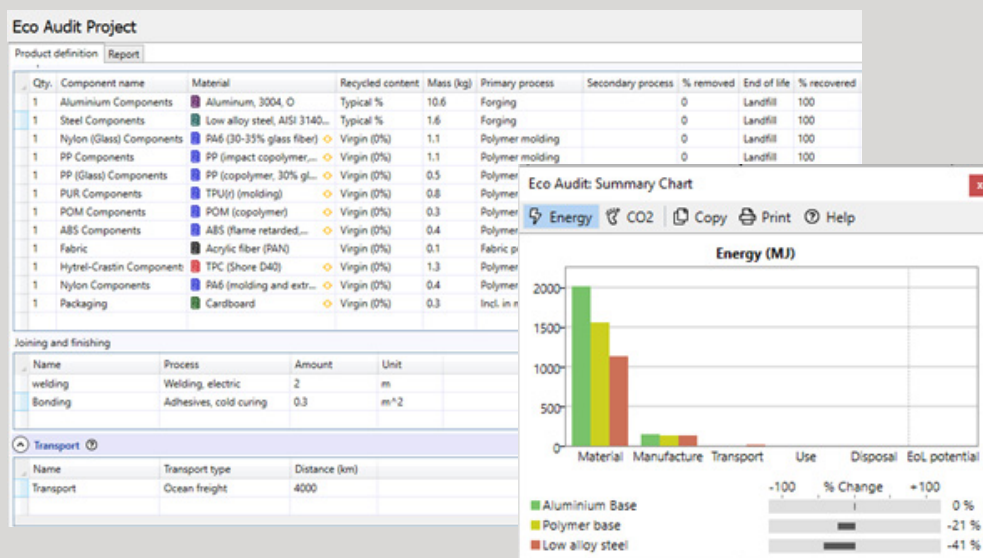 Eco Audit Project
Product definition Report
Qty. Component name Material Recycled content Mass (kg) Primary process Secondary process % removed End of life % recovered
1 Aluminium Components Aluminum, 3004, O Typical % 10.6 Forging 0 Landfill 100
1 Steel Components Low alloy steel, AISI 3140... Typical % 1.6 Forging 0 Landfill 100
1 Nylon (Glass) Components PA6 (30-35% glass fiber) Virgin (0%) 1.1 Polymer molding 0 Landfill 100
1 PP Components PP (impact copolymer,... Virgin (0%) 1.1 Polymer molding 0 Landfill 100
1 PP (Glass) Components PP (copolymer, 30% gl... Virgin (0%) 0.5 Polymer
1 PUR Components TPU(r) (molding) Virgin (0%) 0.8 Polymer
1 POM Components POM (copolymer) Virgin (0%) 0.3 Polymer
1 ABS Components ABS (flame retarded,... Virgin (0%) 0.4 Polymer
1 Fabric Acrylic fiber (PAN) Virgin (0%) 0.1 Fabric p
1 Hytrel-Crastin Component: TPC (Shore D40) Virgin (0%) 1.3 Polymer
1 Nylon Components PA6 (molding and extr... Virgin (0%) 0.4 Polymer
1 Packaging Cardboard Virgin (0%) 0.3 Incl. in m
Joining and finishing
Name Process Amount Unit
welding Welding, electric 2 m
Bonding Adhesives, cold curing 0.3 m^2
Transport
Name Transport type Distance (km)
Transport Ocean freight 4000
Eco Audit: Summary Chart x
Energy CO2 Copy Print Help
Energy (MJ)
2000
1500
1000
500
0
Material Manufacture Transport Use Disposal EoL potential
-100 % Change +100
Aluminium Base 0 %
Polymer base -21 %
Low alloy steel -41 %